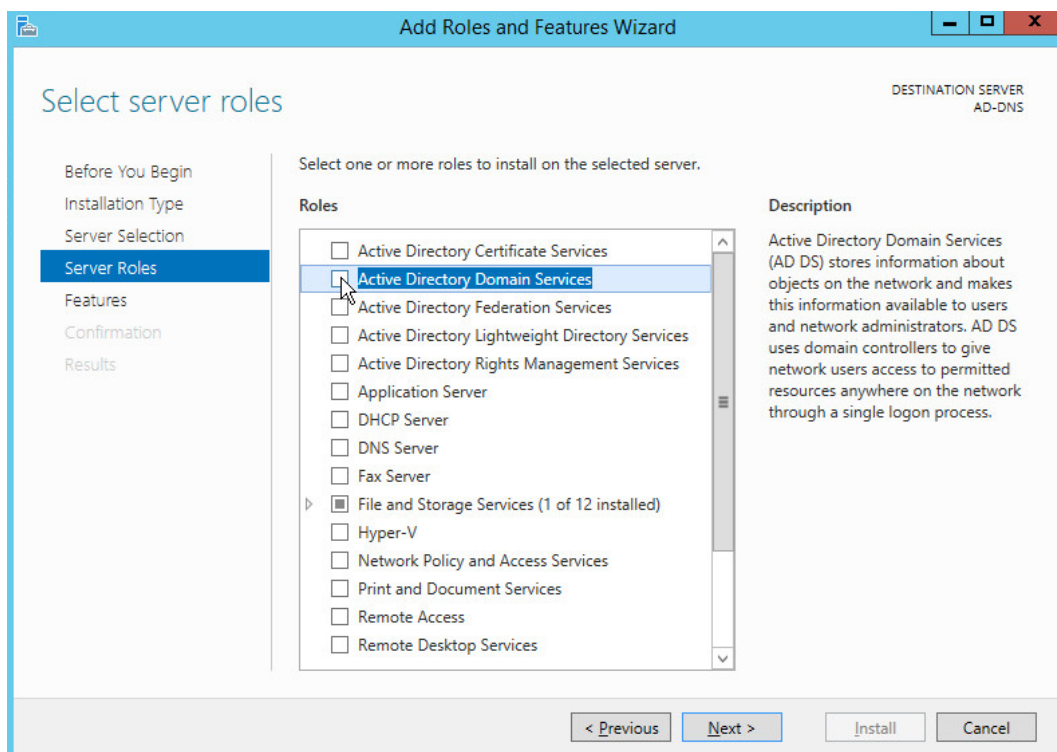 Add Roles and Features Wizard
Select server roles
DESTINATION SERVER
AD-DNS
Before You Begin
Installation Type
Server Selection
Server Roles
Features
Confirmation
Results
Select one or more roles to install on the selected server.
Roles
Active Directory Certificate Services
Active Directory Domain Services
Active Directory Federation Services
Active Directory Lightweight Directory Services
Active Directory Rights Management Services
Application Server
DHCP Server
DNS Server
Fax Server
File and Storage Services (1 of 12 installed)
Hyper-V
Network Policy and Access Services
Print and Document Services
Remote Access
Remote Desktop Services
Description
Active Directory Domain Services
(AD DS) stores information about
objects on the network and makes
this information available to users
and network administrators. AD DS
uses domain controllers to give
network users access to permitted
resources anywhere on the network
through a single logon process.
< Previous
Next >
Install
Cancel